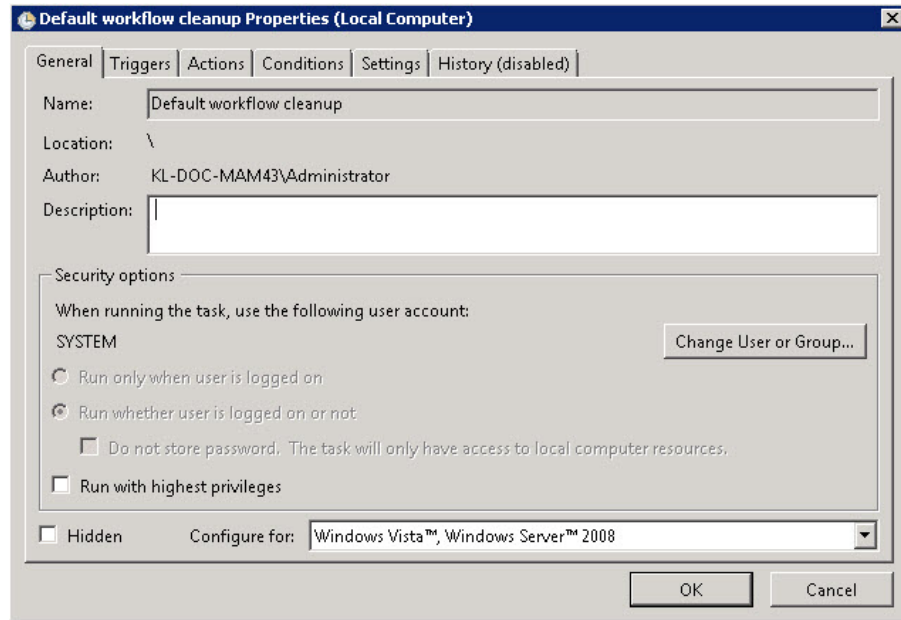 Default workflow cleanup Properties (Local Computer)
General Triggers Actions Conditions Settings History (disabled)
Name: Default workflow cleanup
Location: \
Author: KL-DOC-MAM43\Administrator
Description:
Security options
When running the task, use the following user account:
SYSTEM Change User or Group...
Run only when user is logged on
Run whether user is logged on or not
Do not store password. The task will only have access to local computer resources.
Run with highest privileges
Hidden Configure for: Windows Vista™, Windows Server™ 2008
OK Cancel